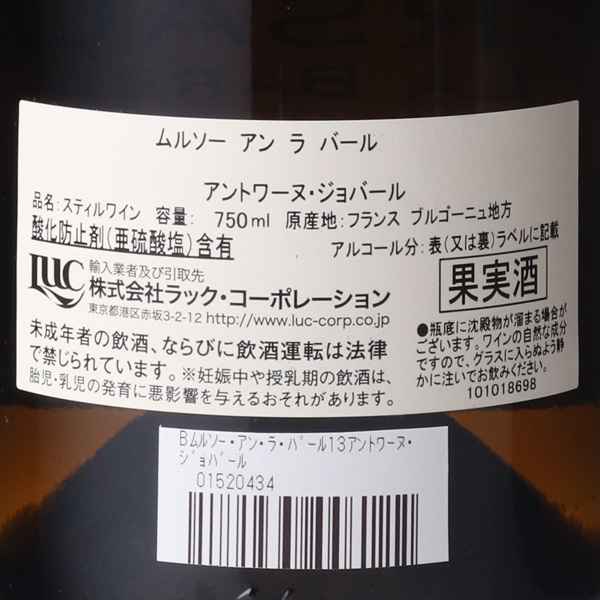 ムルソー アン ラ バール
アントワーヌ・ジョバール
品名:スティルワイン 容量: 750ml 原産地:フランス ブルゴーニュ地方
酸化防止剤(亜硫酸塩)含有
アルコール分:表(又は裏)ラベルに記載
LUC
輸入業者及び引取先
株式会社ラック・コーポレーション
東京都港区赤坂3-2-12 http://www.luc-corp.co.jp
果実酒
未成年者の飲酒、ならびに飲酒運転は法律
で禁じられています。※妊娠中や授乳期の飲酒は、
胎児・乳児の発育に悪影響を与えるおそれがあります。
●瓶底に沈殿物が溜まる場合が
ございます。ワインの自然な成分
ですので、グラスに入らぬよう静
かに注いでお飲みください。
101018698
Bムルソー・アン・ラ・バール13アントワーヌ・
ジョバール
01520434